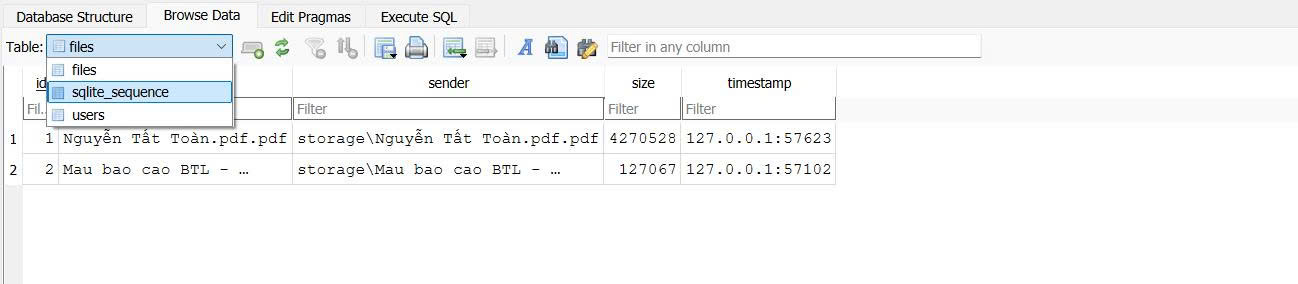 Database Structure Browse Data Edit Pragmas Execute SQL
Table: files Filter in any column
files
sqlite_sequence
users
id sender size timestamp
Fil... Filter Filter Filter
1 1 Nguyễn Tất Toàn.pdf.pdf storage\Nguyễn Tất Toàn.pdf.pdf 4270528 127.0.0.1:57623
2 2 Mau bao cao BTL - … storage\Mau bao cao BTL - … 127067 127.0.0.1:57102